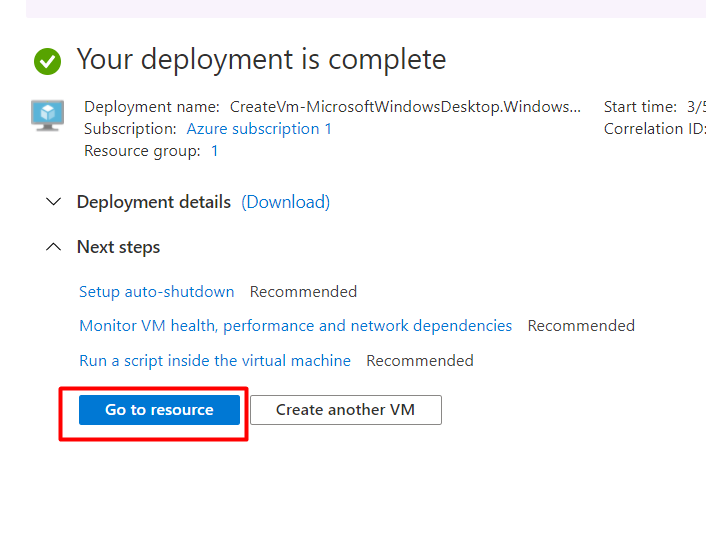 Your deployment is complete
Deployment name: CreateVm-MicrosoftWindowsDesktop.Windows... Start time: 3/5
Subscription: Azure subscription 1 Correlation ID:
Resource group: 1
Deployment details (Download)
Next steps
Setup auto-shutdown Recommended
Monitor VM health, performance and network dependencies Recommended
Run a script inside the virtual machine Recommended
Go to resource Create another VM